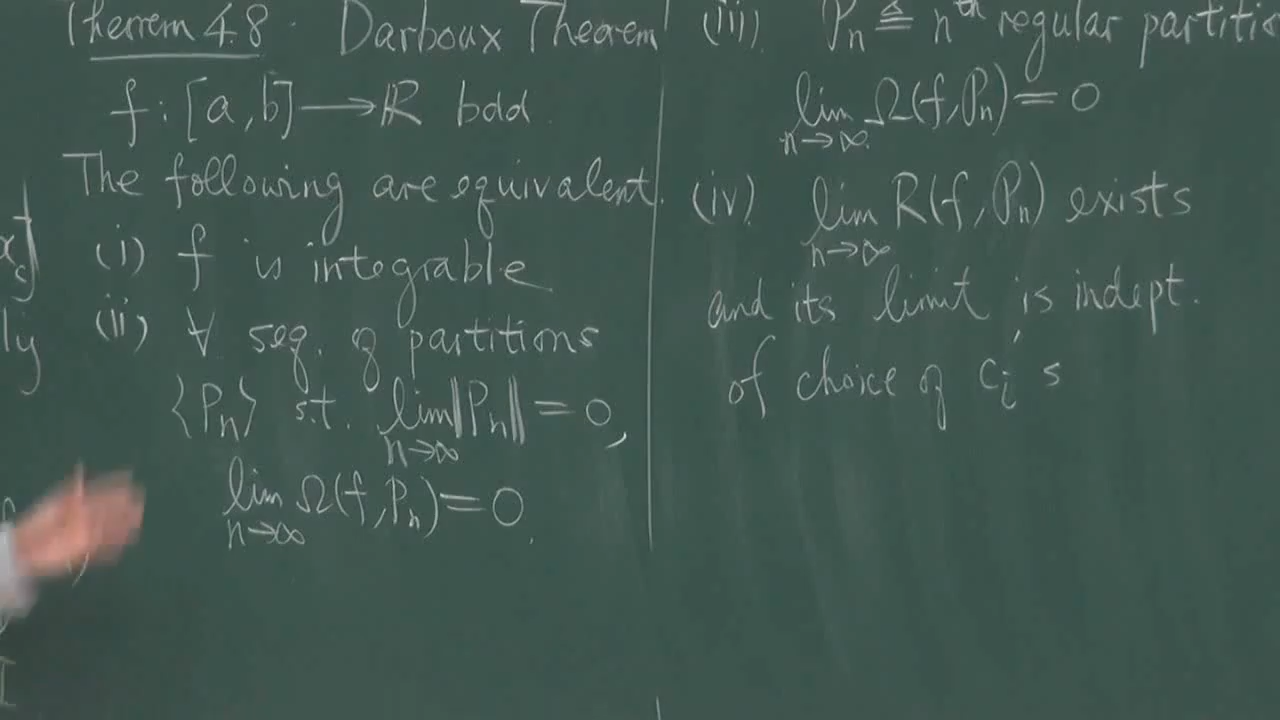 Theorem 4.8. Darboux Theorem
f : [a,b] ⟶ ℝ bdd.
The following are equivalent.
(i) f is integrable
(ii) ∀ seq. of partitions
⟨Pn⟩ s.t. lim n→∞ ||Pn|| = 0,
lim n→∞ Ω(f,Pn) = 0.
(iii). Pn ≜ nth regular partitio
lim n→∞ Ω(f,Pn) = 0
(iv). lim n→∞ R(f,Pn) exists
and its limit is indept.
of choice of ci's